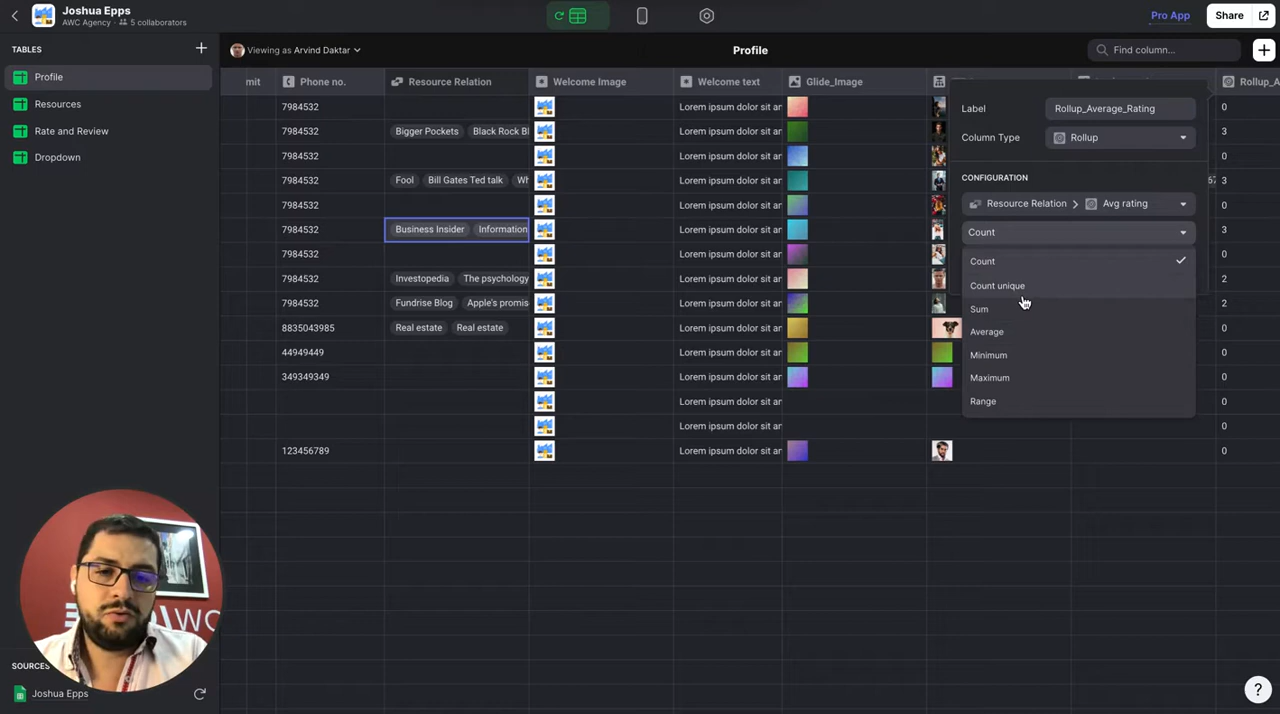 Joshua Epps
AWC Agency · 5 collaborators
Pro App
Share
TABLES
Profile
Resources
Rate and Review
Dropdown
SOURCES
Joshua Epps
Viewing as Arvind Daktar
Profile
Find column...
mit Phone no. Resource Relation Welcome Image Welcome text Glide_Image Rollup_A
7984532 Lorem ipsum dolor sit ar 0
7984532 Bigger Pockets Black Rock Bl Lorem ipsum dolor sit ar 3
7984532 Lorem ipsum dolor sit ar 0
7984532 Fool Bill Gates Ted talk Wh Lorem ipsum dolor sit ar 67 3
7984532 Lorem ipsum dolor sit ar 0
7984532 Business Insider Information Lorem ipsum dolor sit ar 3
7984532 Lorem ipsum dolor sit ar 0
7984532 Investopedia The psychology Lorem ipsum dolor sit ar 2
7984532 Fundrise Blog Apple's promis Lorem ipsum dolor sit ar 2
8835043985 Real estate Real estate Lorem ipsum dolor sit ar 0
44949449 Lorem ipsum dolor sit ar 0
349349349 Lorem ipsum dolor sit ar 0
Lorem ipsum dolor sit ar 0
Lorem ipsum dolor sit ar 0
123456789 Lorem ipsum dolor sit ar 0
Label Rollup_Average_Rating
Column Type Rollup
CONFIGURATION
Resource Relation > Avg rating
Count
Count
Count unique
Sum
Average
Minimum
Maximum
Range
?